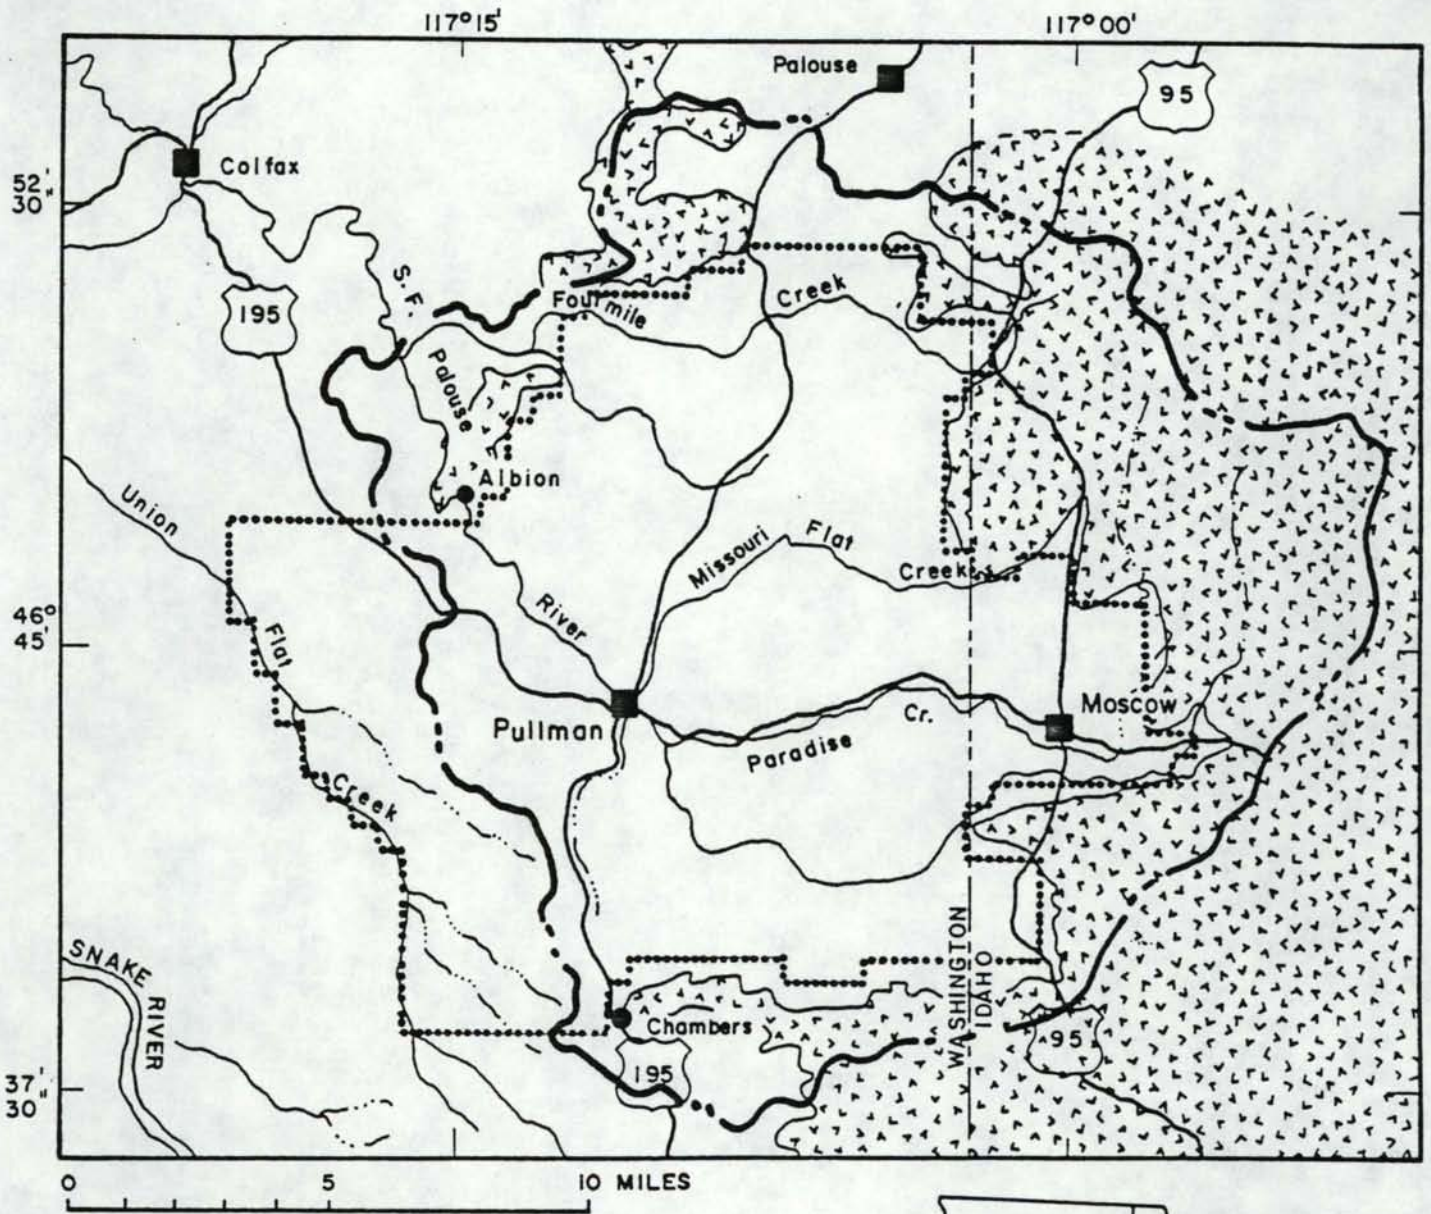 117°15'
117°00'
Palouse
95
Colfax
52'
30"
S. F.
195
Fourmile
Creek
Palouse
Albion
Union
Missouri
Flat
Creek
River
46°
45'
Flat
Moscow
Pullman
Cr.
Paradise
Creek
WASHINGTON
IDAHO
SNAKE RIVER
Chambers
95
195
37'
30"
0 5 10 MILES